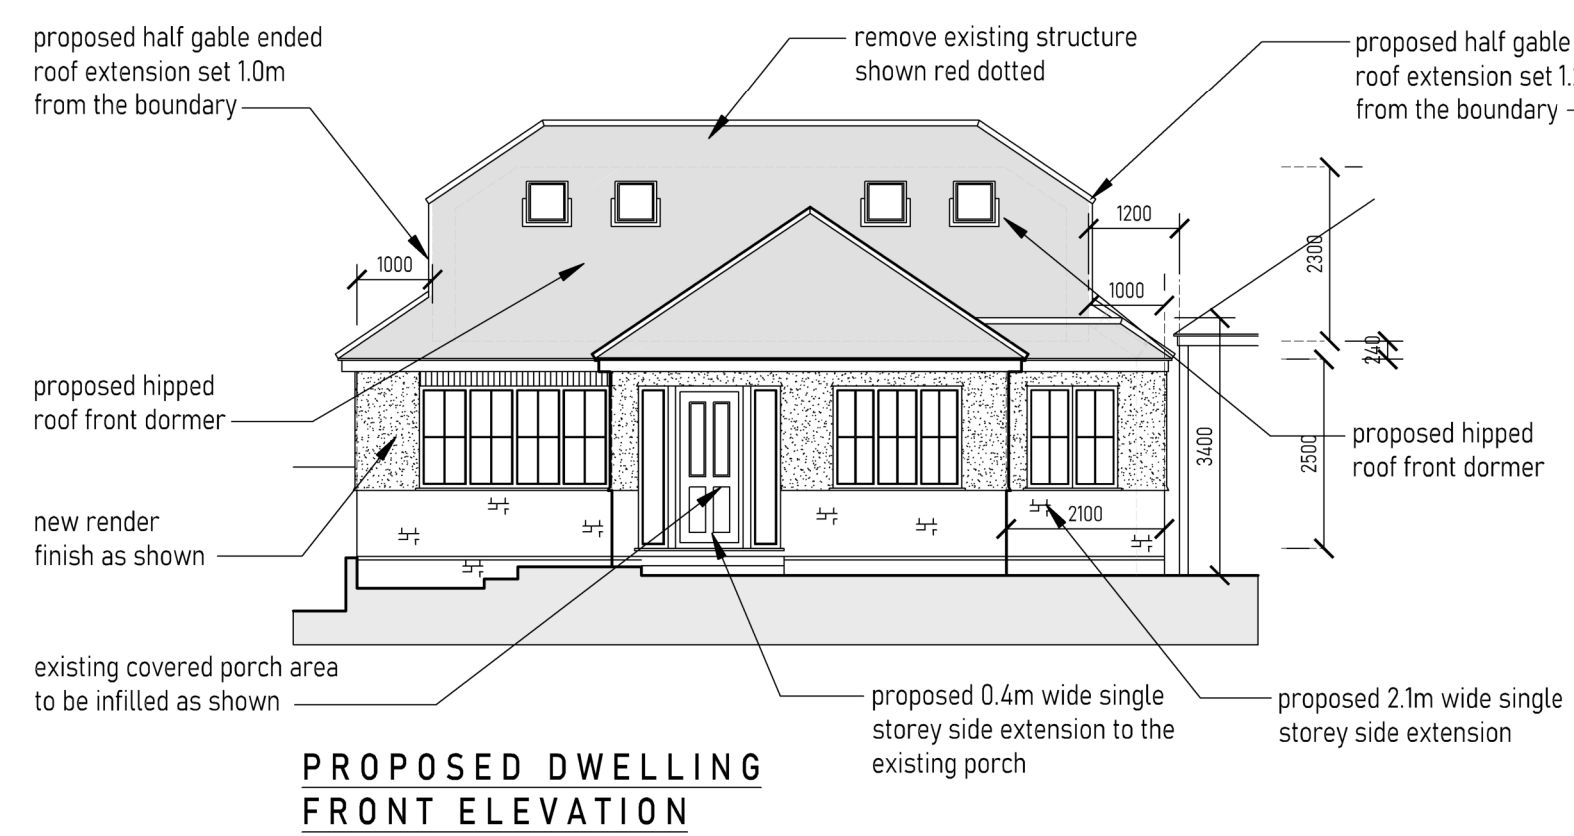 proposed half gable ended
roof extension set 1.0m
from the boundary
remove existing structure
shown red dotted
proposed half gable
roof extension set
from the boundary
1200
2300
1000
1000
240
proposed hipped
roof front dormer
3400
2500
proposed hipped
roof front dormer
new render
finish as shown
2100
existing covered porch area
to be infilled as shown
proposed 0.4m wide single
storey side extension to the
existing porch
proposed 2.1m wide single
storey side extension
PROPOSED DWELLING
FRONT ELEVATION